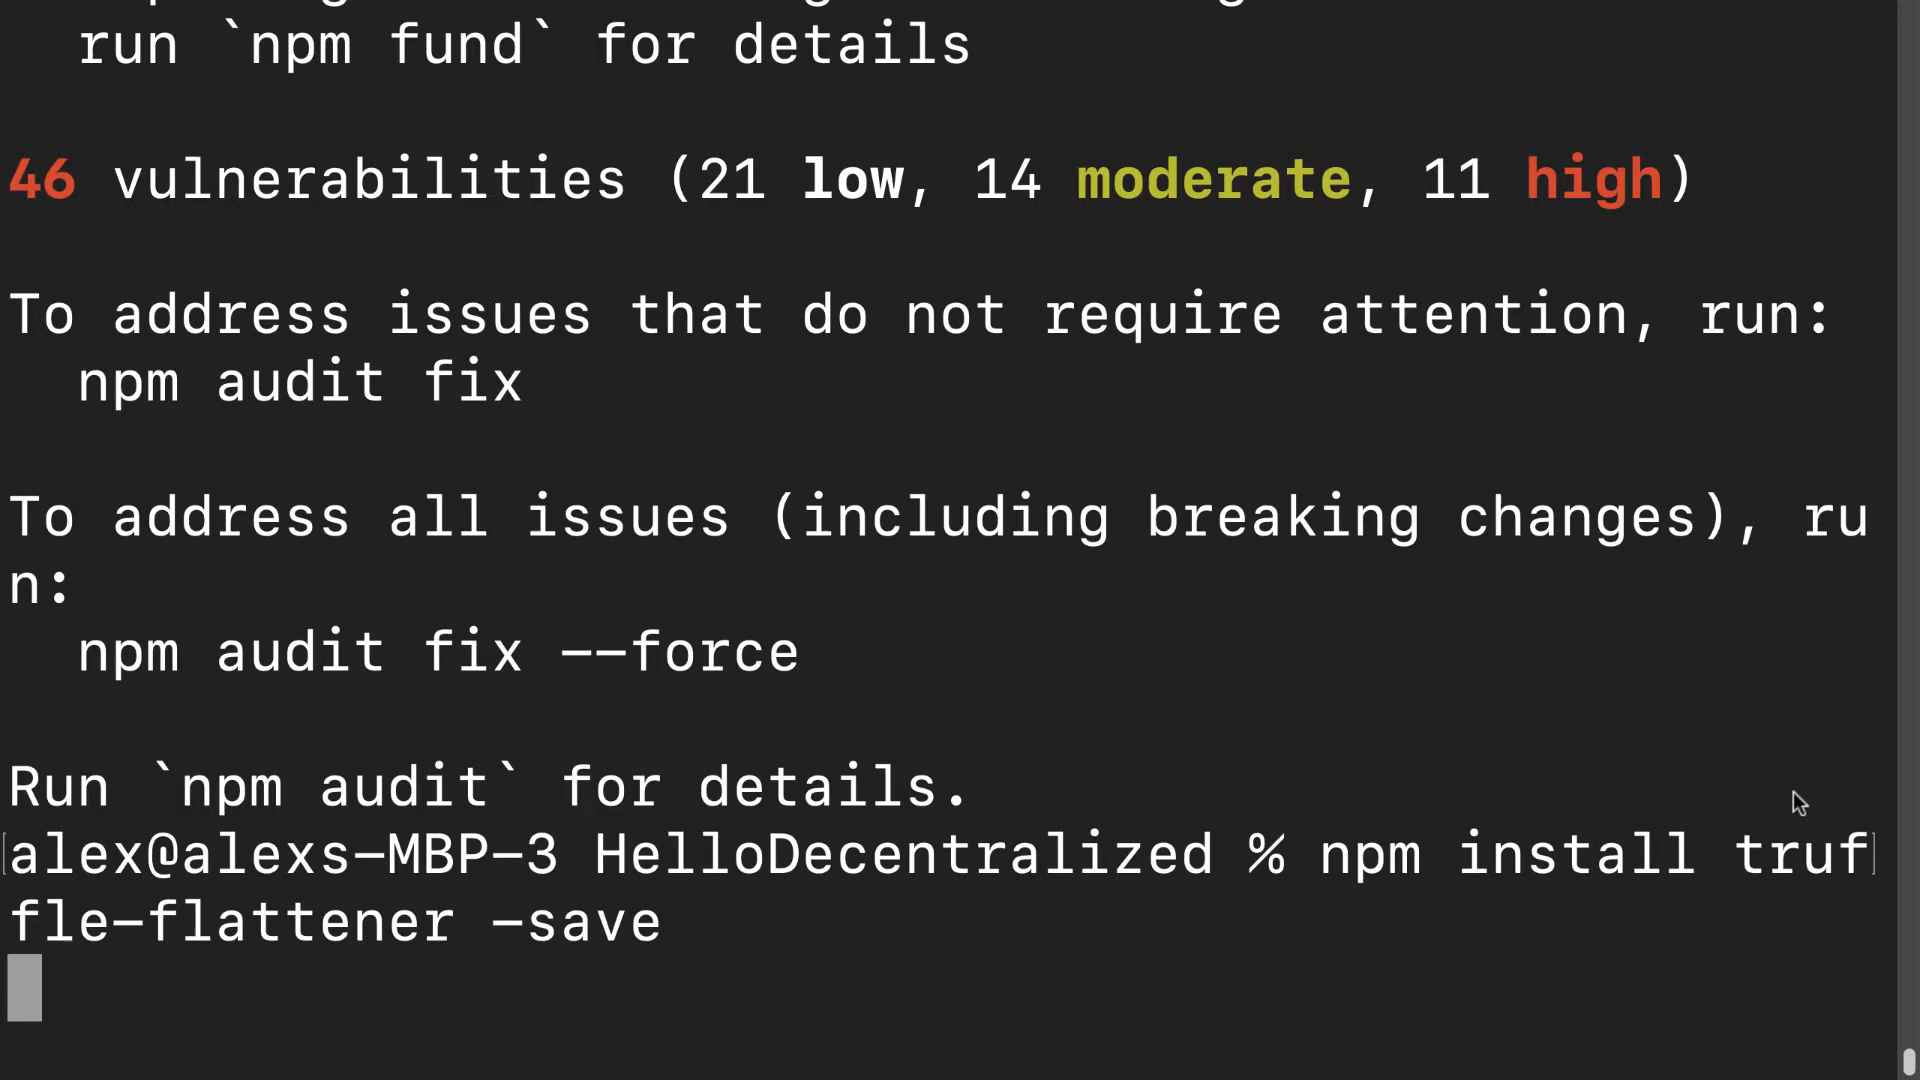 run `npm fund` for details
46 vulnerabilities (21 low, 14 moderate, 11 high)
To address issues that do not require attention, run:
npm audit fix
To address all issues (including breaking changes), ru
n:
npm audit fix --force
Run `npm audit` for details.
[alex@alexs-MBP-3 HelloDecentralized % npm install truf]
fle-flattener -save